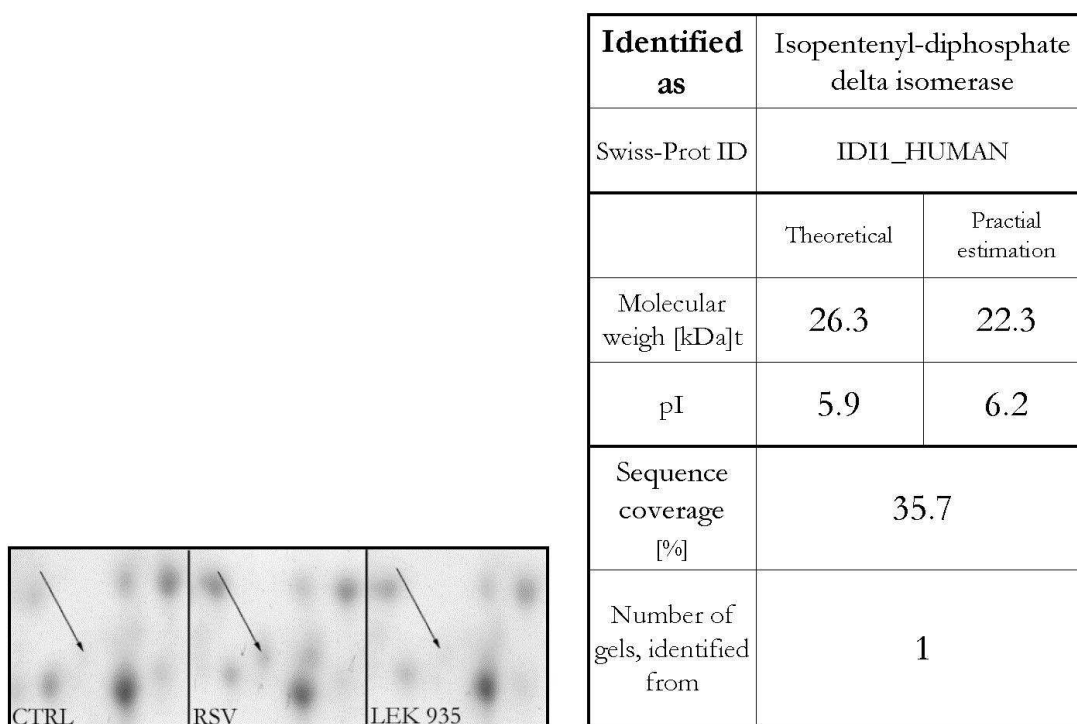 Identified
as
Isopentenyl-diphosphate
delta isomerase
Swiss-Prot ID
IDI1_HUMAN
Theoretical
Practial
estimation
Molecular
weigh [kDa]t
26.3
22.3
pI
5.9
6.2
Sequence
coverage
[%]
35.7
Number of
gels, identified
from
1
CTRL
RSV
LEK 935